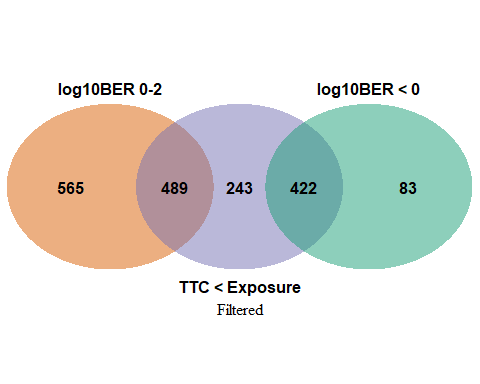 log10BER 0-2 log10BER < 0
565 489 243 422 83
TTC < Exposure
Filtered